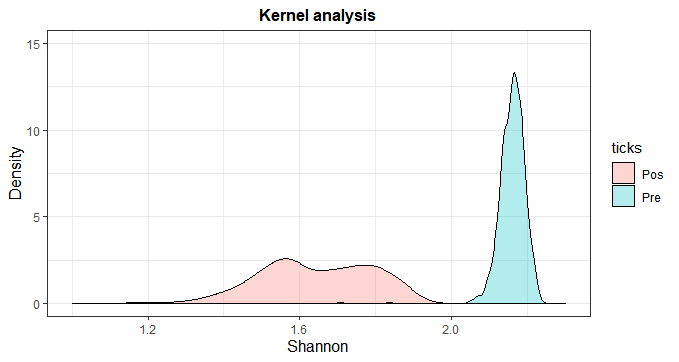 Kernel analysis
15
10
5
0
Density
1.2 1.6 2.0
Shannon
ticks
Pos
Pre